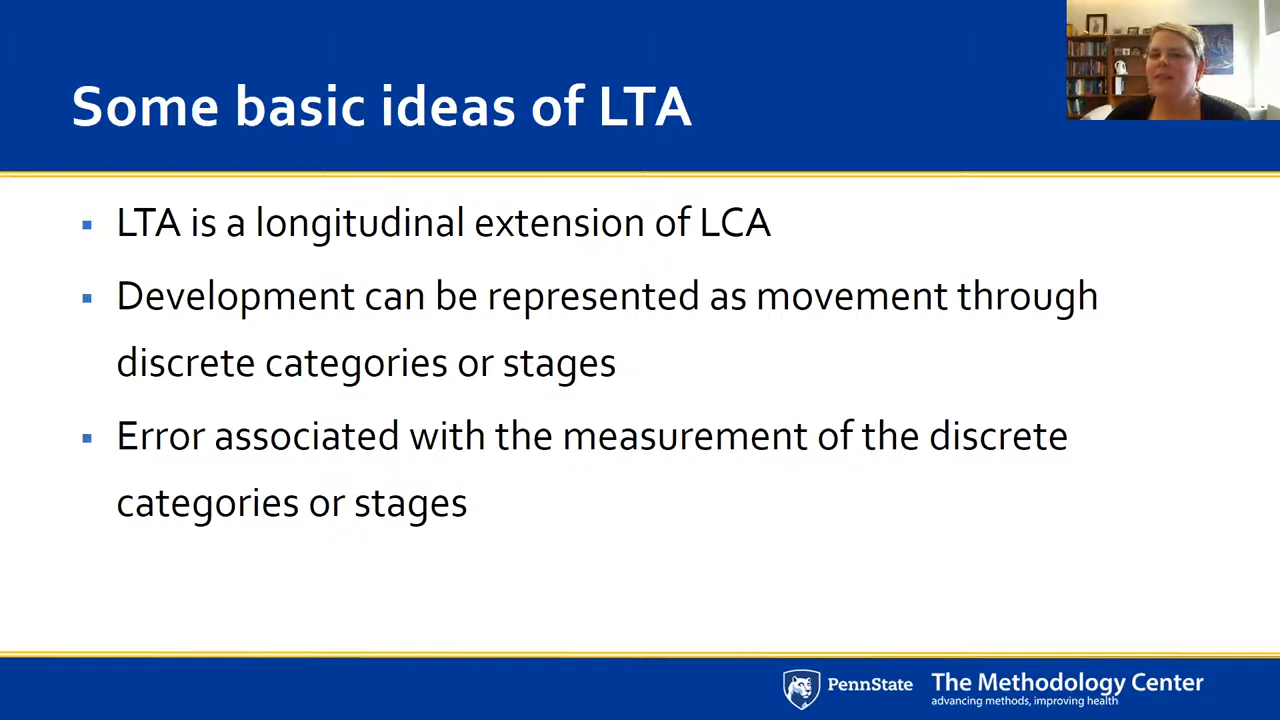 Some basic ideas of LTA
▪ LTA is a longitudinal extension of LCA
▪ Development can be represented as movement through
discrete categories or stages
▪ Error associated with the measurement of the discrete
categories or stages
PennState
The Methodology Center
advancing methods, improving health